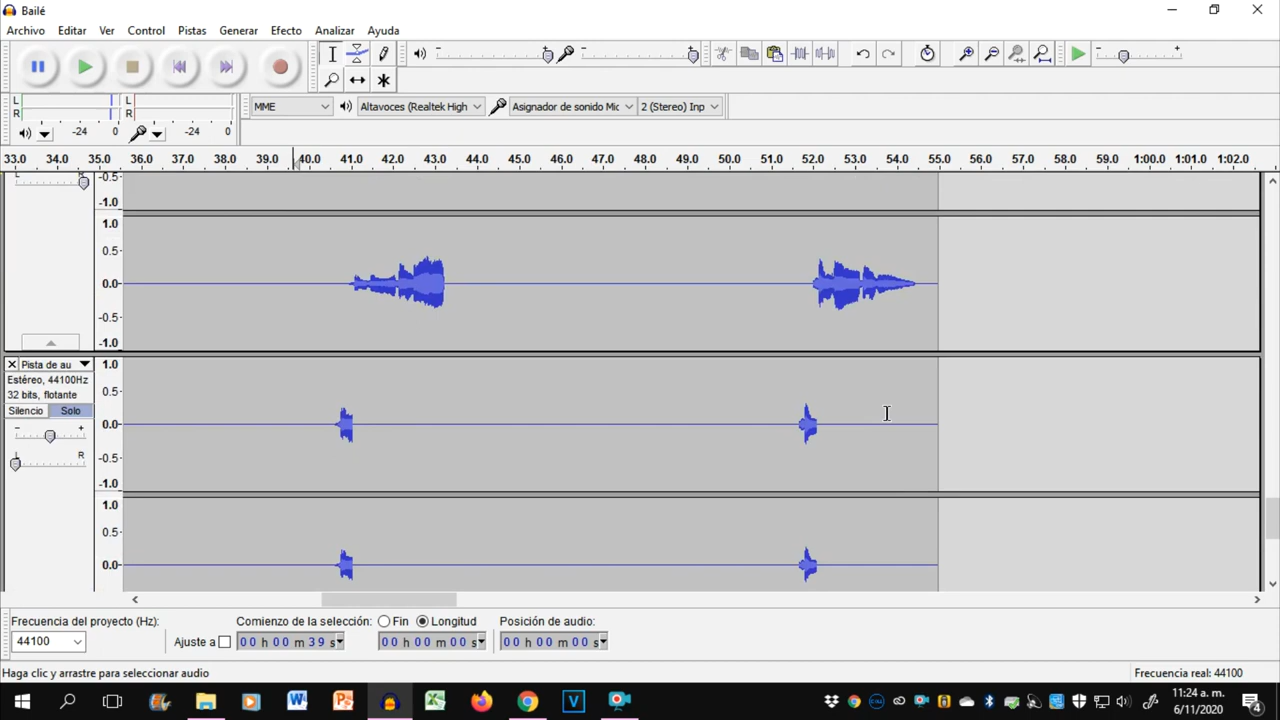 Bailé
Archivo Editar Ver Control Pistas Generar Efecto Analizar Ayuda
L L
R R
-24 0 -24 0
MME Altavoces (Realtek High Asignador de sonido Mic 2 (Stereo) Inp
33.0 34.0 35.0 36.0 37.0 38.0 39.0 40.0 41.0 42.0 43.0 44.0 45.0 46.0 47.0 48.0 49.0 50.0 51.0 52.0 53.0 54.0 55.0 56.0 57.0 58.0 59.0 1:00.0 1:01.0 1:02.0
L R -0.5
-1.0
1.0
0.5
0.0
-0.5
-1.0
Pista de au 1.0
Estéreo, 44100Hz
32 bits, flotante 0.5
Silencio Solo
0.0
- +
L R -0.5
-1.0
1.0
0.5
0.0
Frecuencia del proyecto (Hz): Comienzo de la selección: Fin Longitud Posición de audio:
44100 Ajuste a 00 h 00 m 39 s 00 h 00 m 00 s 00 h 00 m 00 s
Haga clic y arrastre para seleccionar audio Frecuencia real: 44100
11:24 a. m.
6/11/2020
4